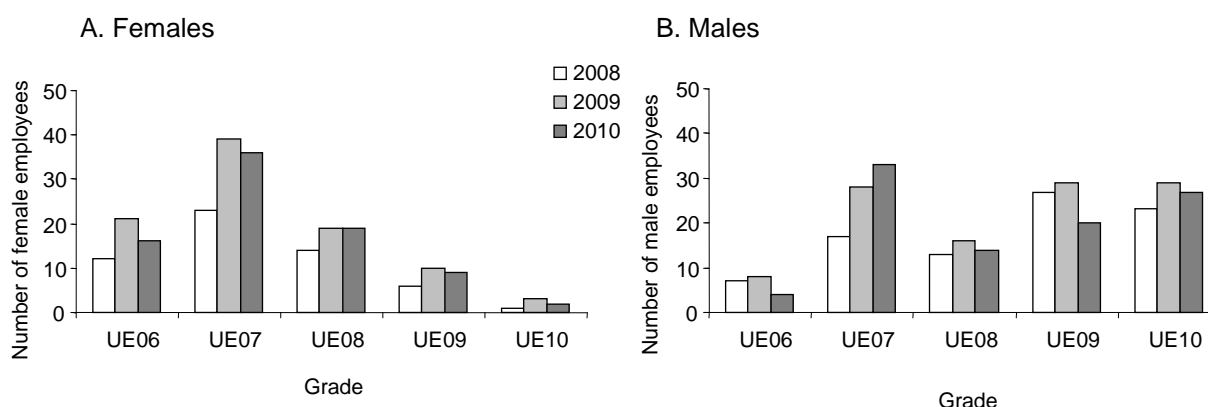 A. Females
Number of female employees
50
40
30
20
10
0
UE06 UE07 UE08 UE09 UE10
Grade
2008
2009
2010
B. Males
Number of male employees
50
40
30
20
10
0
UE06 UE07 UE08 UE09 UE10
Grade